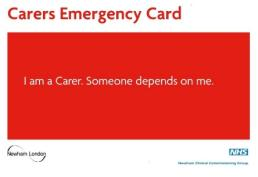 Carers Emergency Card
I am a Carer. Someone depends on me.
Newham London
NHS
Newham Clinical Commissioning Group